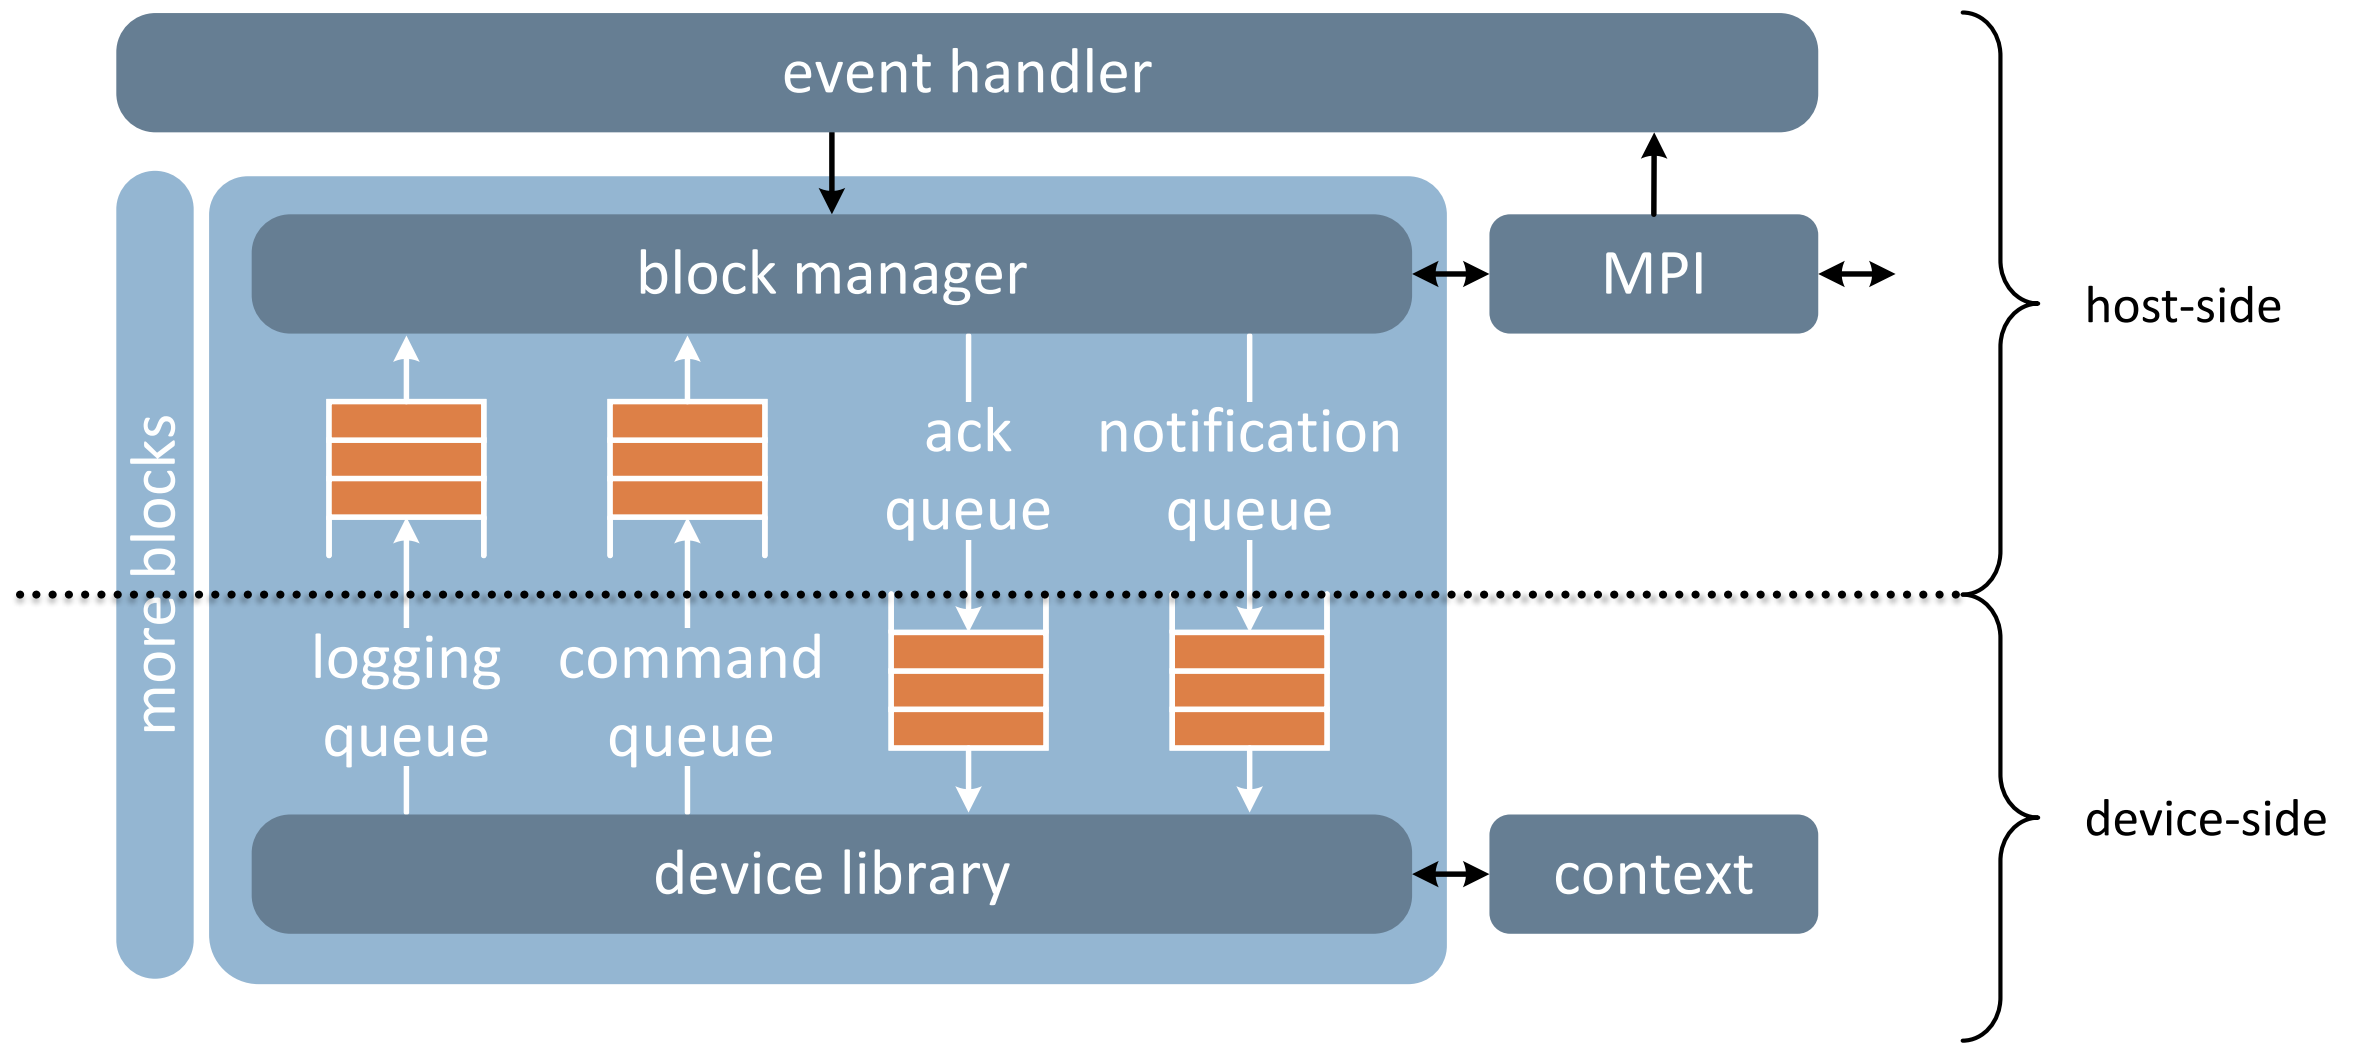 event handler
block manager
MPI
host-side
ack
queue
notification
queue
more blocks
logging
queue
command
queue
device library
context
device-side